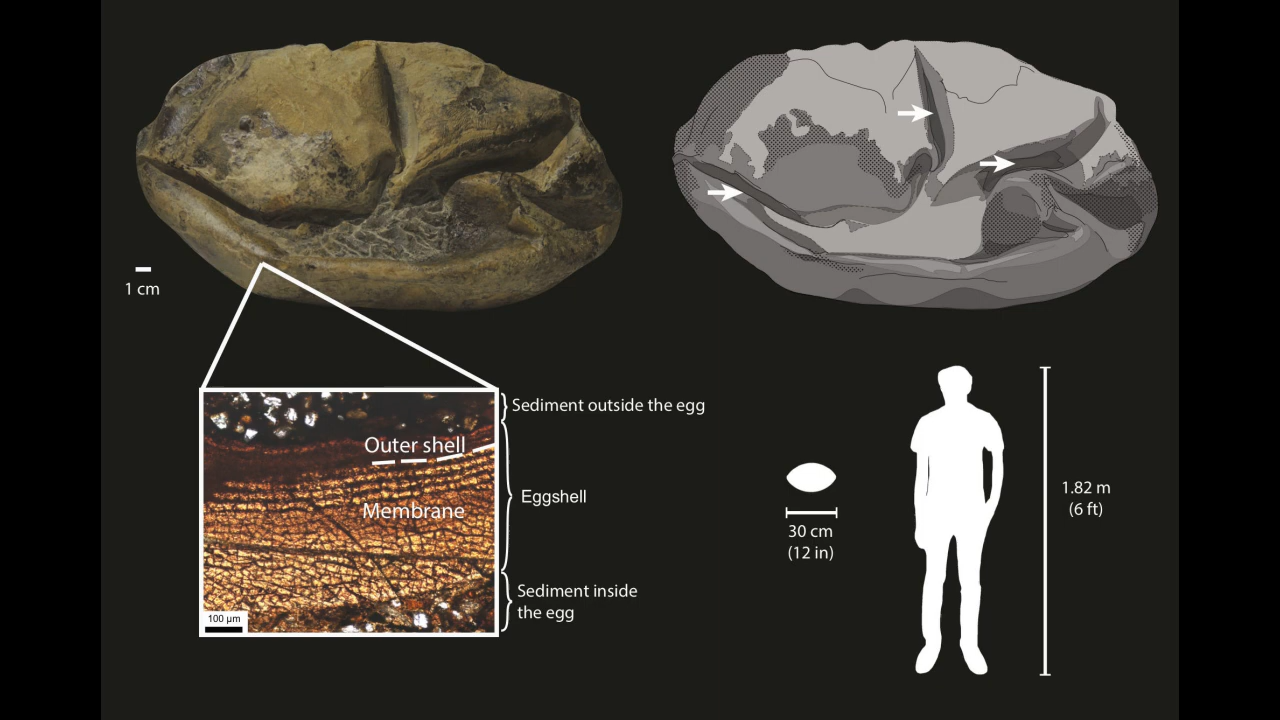 1 cm
Sediment outside the egg
Outer shell
Eggshell
Membrane
Sediment inside
the egg
100 µm
30 cm
(12 in)
1.82 m
(6 ft)